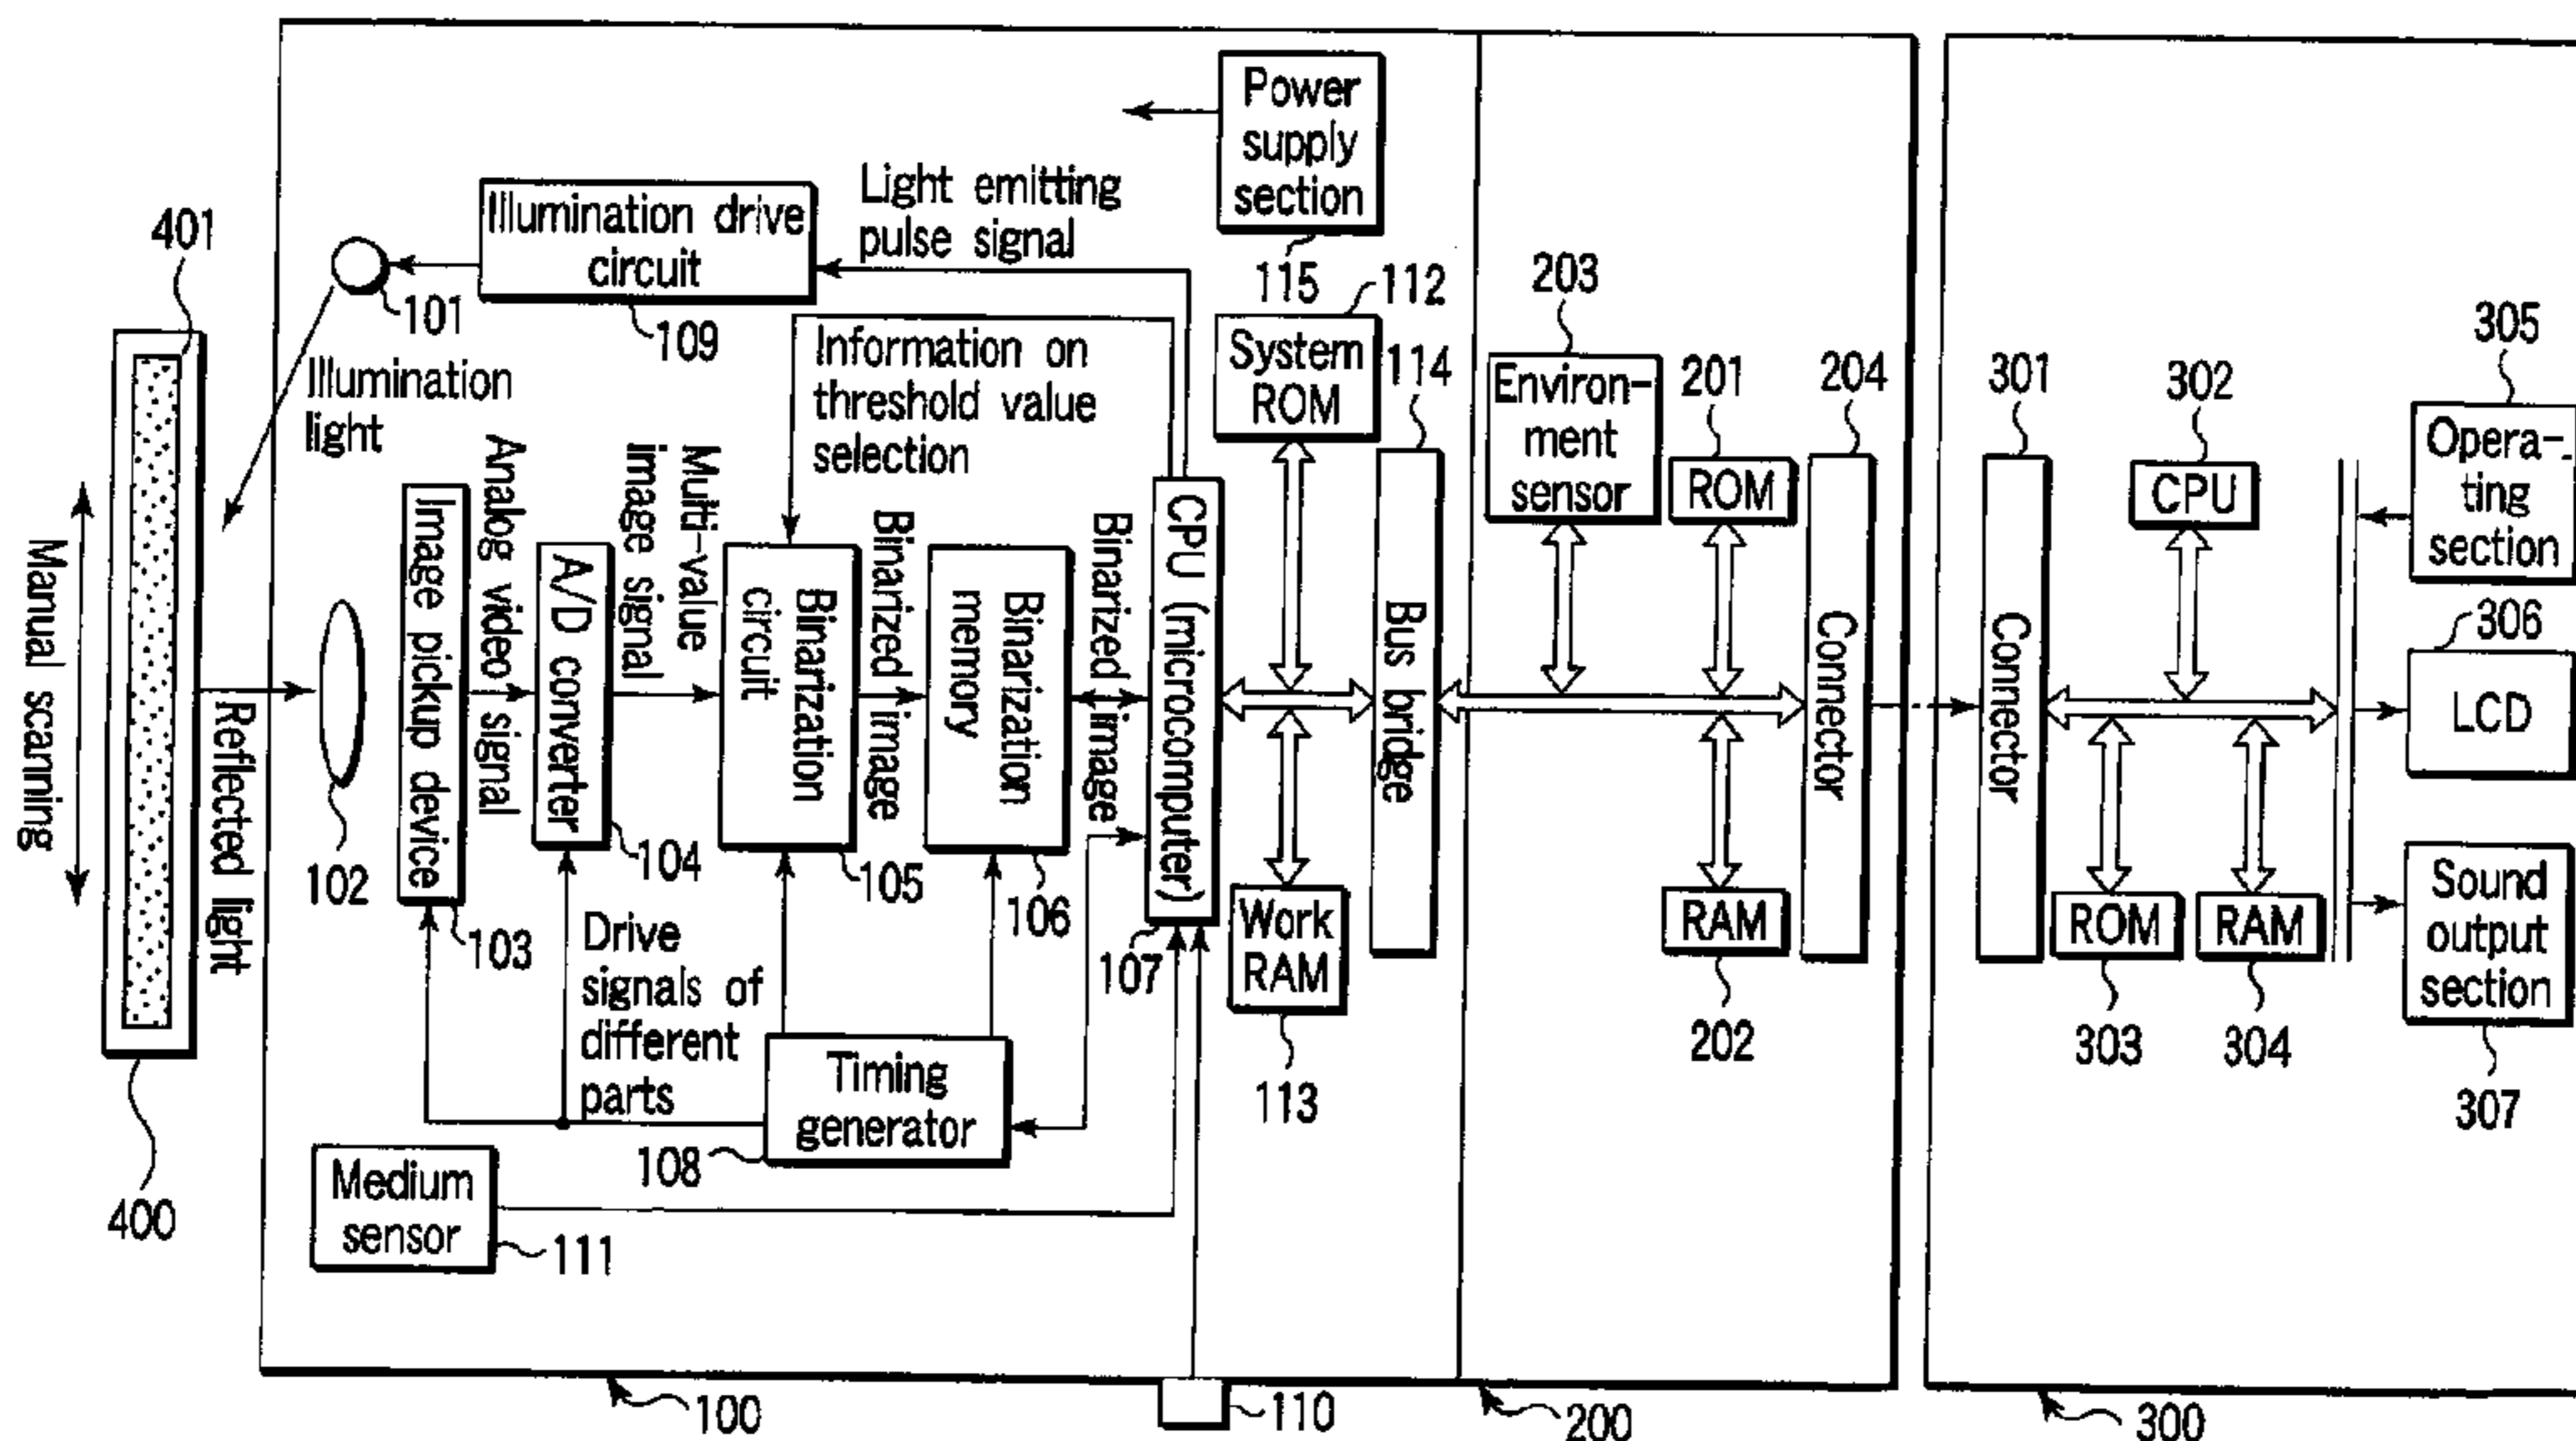 Power
supply
section
115
Illumination drive
circuit
109
Light emitting
pulse signal
401
101
Illumination
light
Information on
threshold value
selection
112
System
ROM
114
203
Environ-
ment
sensor
201
ROM
204
301
302
CPU
305
Opera-
ting
section
306
LCD
Sound
output
section
307
Manual scanning
400
Reflected light
102
Image pickup device
103
Analog video signal
A/D converter
104
Multi-value
image signal
Binarization
circuit
105
Binarized image
Binarization
memory
106
Binarized image
CPU (microcomputer)
107
Work
RAM
113
Bus bridge
RAM
202
Connector
Connector
ROM
303
RAM
304
Drive
signals of
different
parts
Timing
generator
108
Medium
sensor
111
100
110
200
300